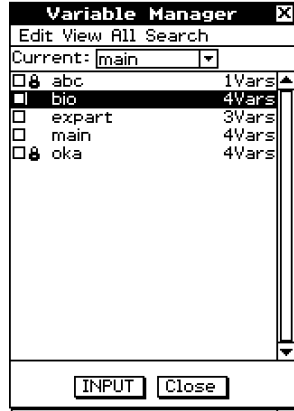 Variable Manager
Edit View All Search
Current: main
abc 1Vars
bio 4Vars
expart 3Vars
main 4Vars
oka 4Vars
INPUT Close